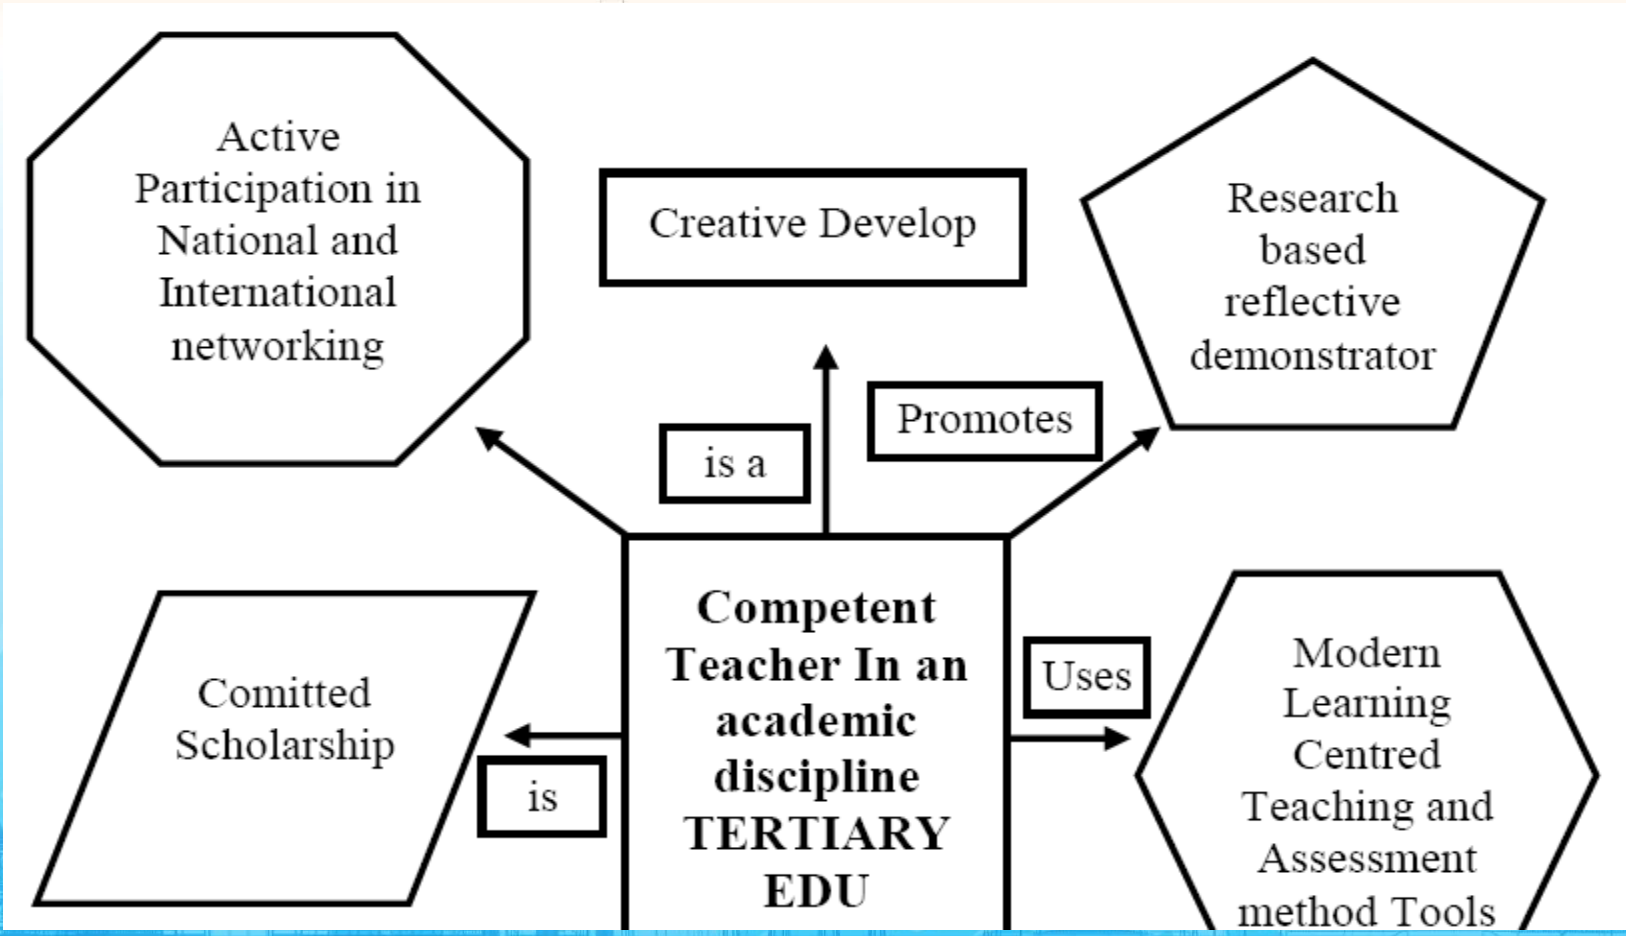 Active
Participation in
National and
International
networking
Creative Develop
Research
based
reflective
demonstrator
is a
Promotes
Comitted
Scholarship
is
Competent
Teacher In an
academic
discipline
TERTIARY
EDU
Uses
Modern
Learning
Centred
Teaching and
Assessment
method Tools